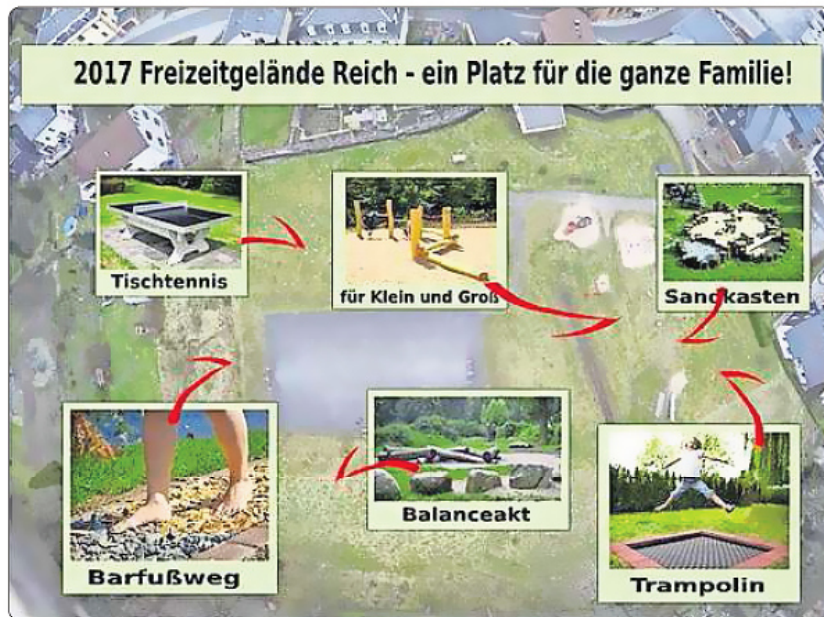 2017 Freizeitgelände Reich - ein Platz für die ganze Familie!
Tischtennis
für Klein und Groß
Sandkasten
Barfußweg
Balanceakt
Trampolin